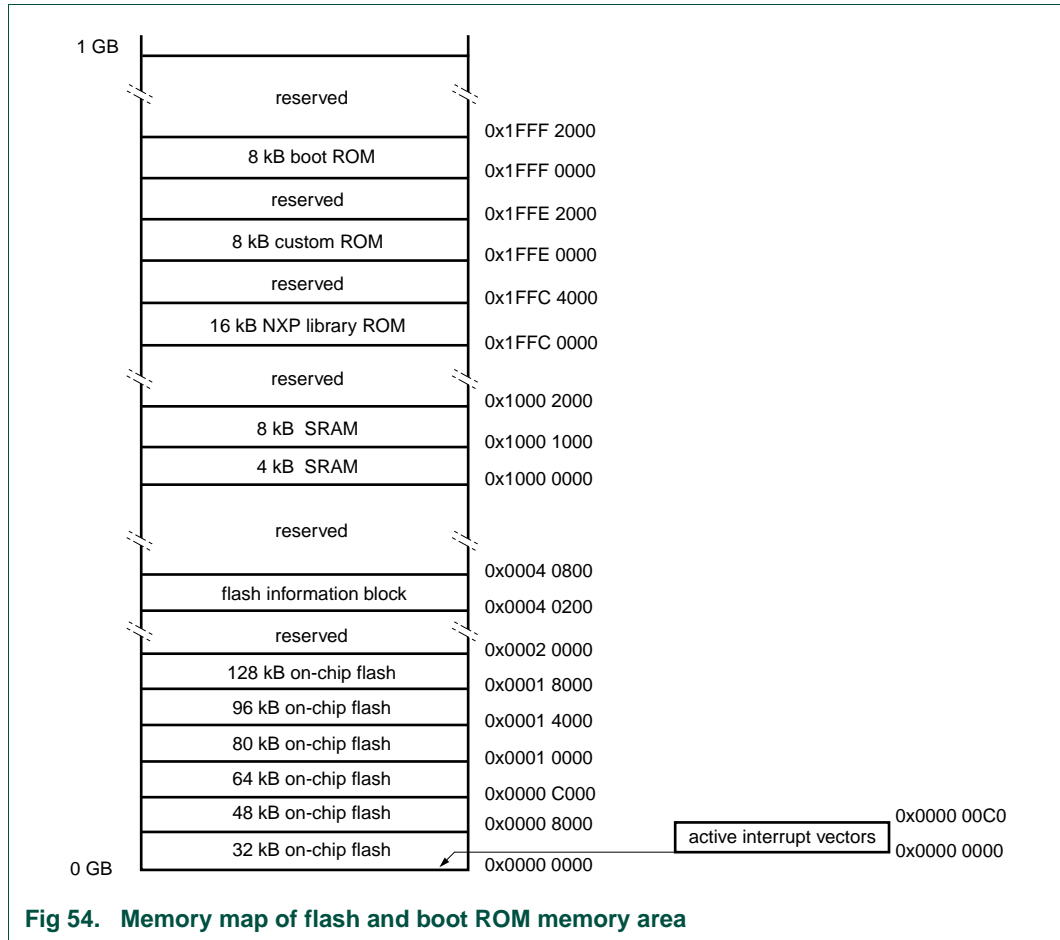 1 GB
reserved
0x1FFF 2000
8 kB boot ROM
0x1FFF 0000
reserved
0x1FFE 2000
8 kB custom ROM
0x1FFE 0000
reserved
0x1FFC 4000
16 kB NXP library ROM
0x1FFC 0000
reserved
0x1000 2000
8 kB SRAM
0x1000 1000
4 kB SRAM
0x1000 0000
reserved
0x0004 0800
flash information block
0x0004 0200
reserved
0x0002 0000
128 kB on-chip flash
0x0001 8000
96 kB on-chip flash
0x0001 4000
80 kB on-chip flash
0x0001 0000
64 kB on-chip flash
0x0000 C000
48 kB on-chip flash
0x0000 8000
32 kB on-chip flash
0x0000 0000
0 GB
0x0000 00C0
active interrupt vectors
0x0000 0000
Fig 54. Memory map of flash and boot ROM memory area